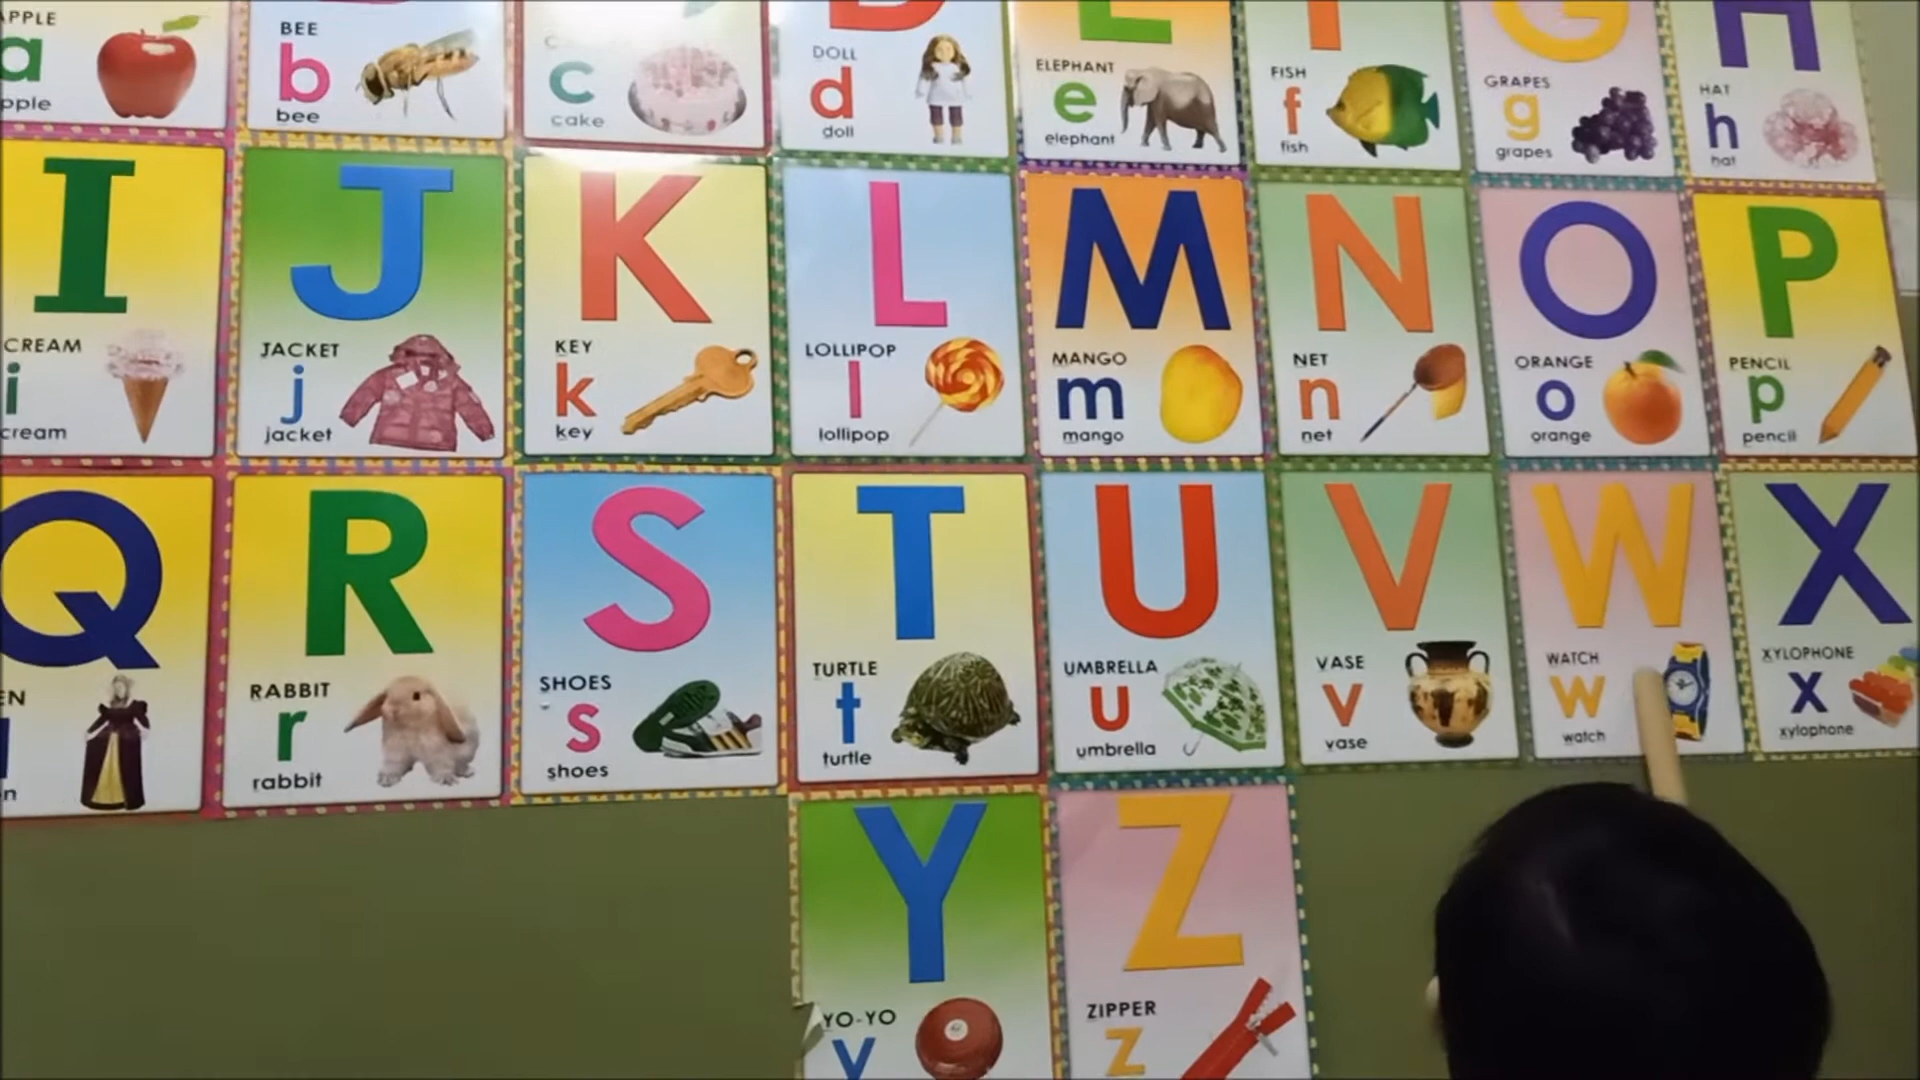 APPLE
a
pple
BEE
b
bee
c
cake
D
DOLL
d
doll
E
ELEPHANT
e
elephant
F
FISH
f
fish
G
GRAPES
g
grapes
H
HAT
h
hat
I
CREAM
i
cream
J
JACKET
j
jacket
K
KEY
k
key
L
LOLLIPOP
l
lollipop
M
MANGO
m
mango
N
NET
n
net
O
ORANGE
o
orange
P
PENCIL
p
pencil
Q
EN
n
R
RABBIT
r
rabbit
S
SHOES
s
shoes
T
TURTLE
t
turtle
U
UMBRELLA
u
umbrella
V
VASE
v
vase
W
WATCH
w
watch
X
XYLOPHONE
x
xylophone
Y
YO-YO
y
Z
ZIPPER
z